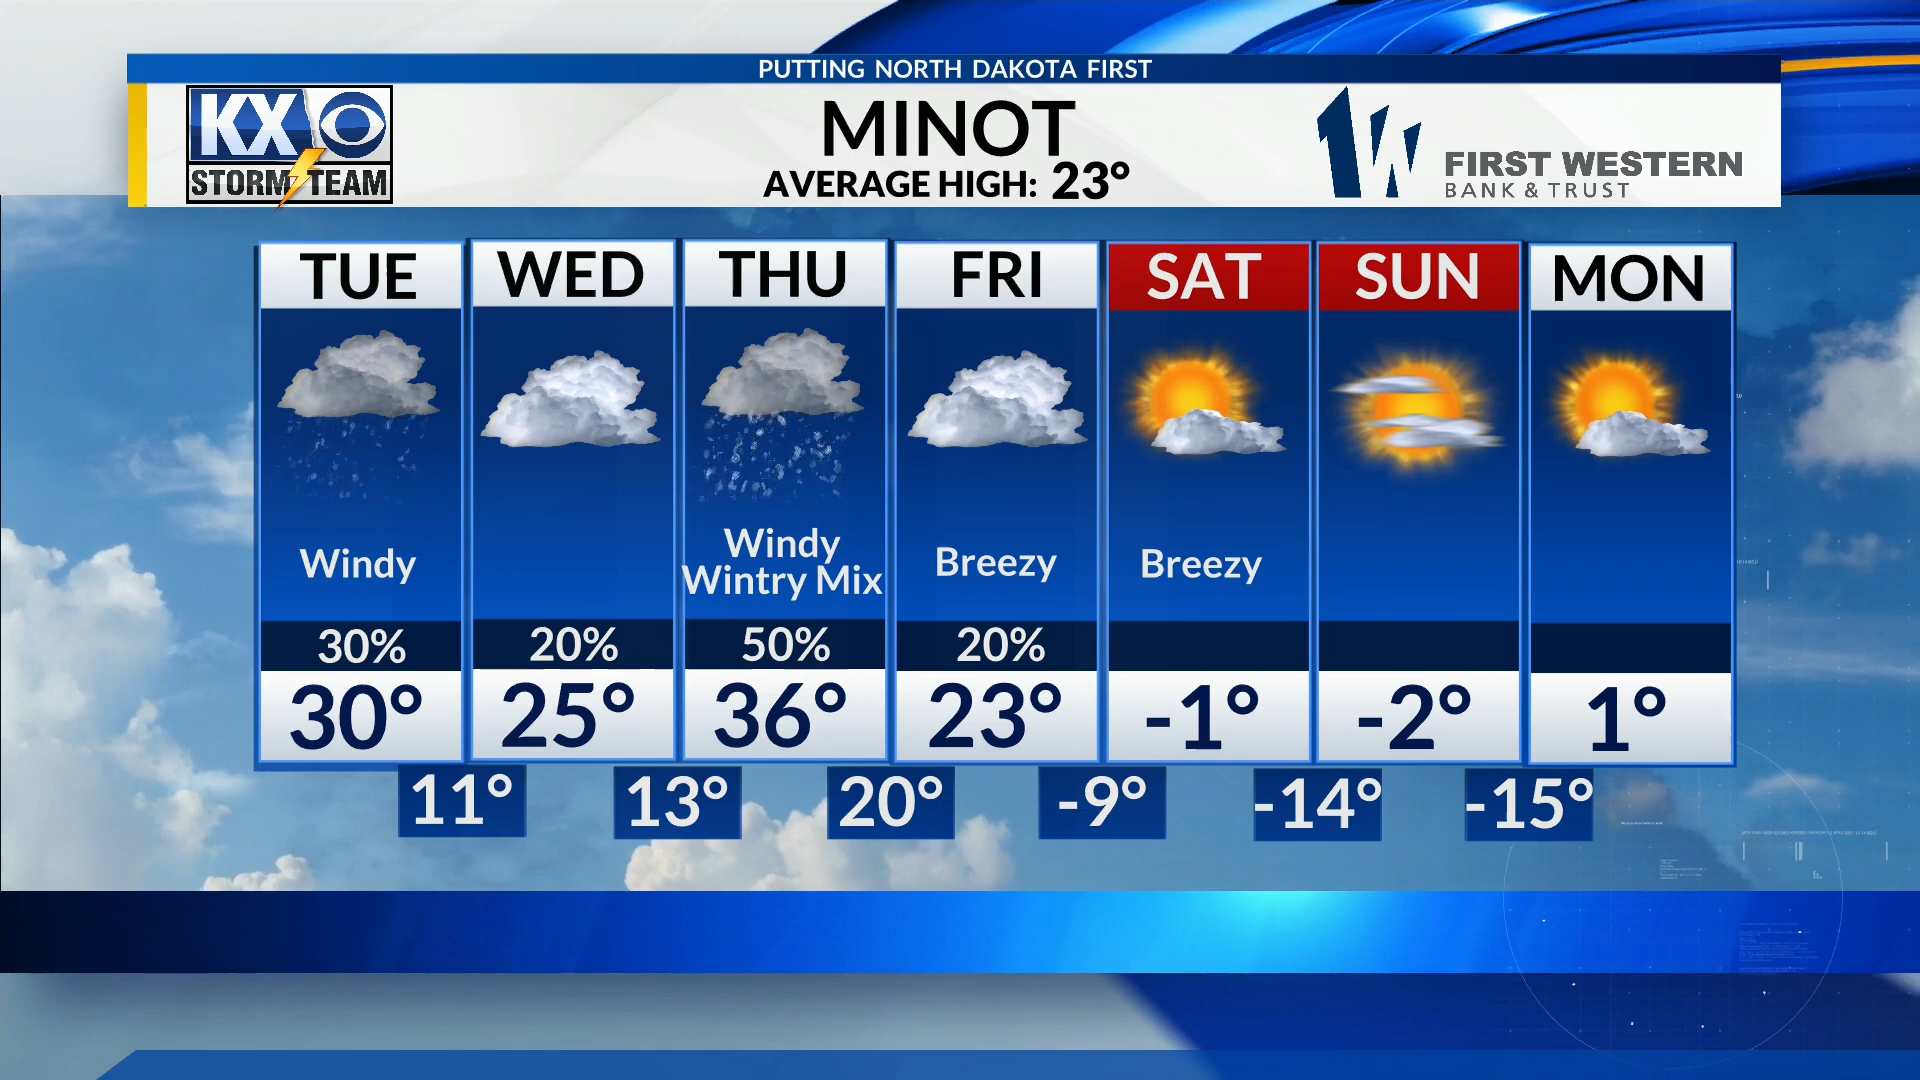 PUTTING NORTH DAKOTA FIRST
KX
STORM TEAM
MINOT
AVERAGE HIGH: 23°
FIRST WESTERN
BANK & TRUST
TUE
WED
THU
FRI
SAT
SUN
MON
Windy
Windy
Wintry Mix
Breezy
Breezy
30%
20%
50%
20%
30°
25°
36°
23°
-1°
-2°
1°
11°
13°
20°
-9°
-14°
-15°